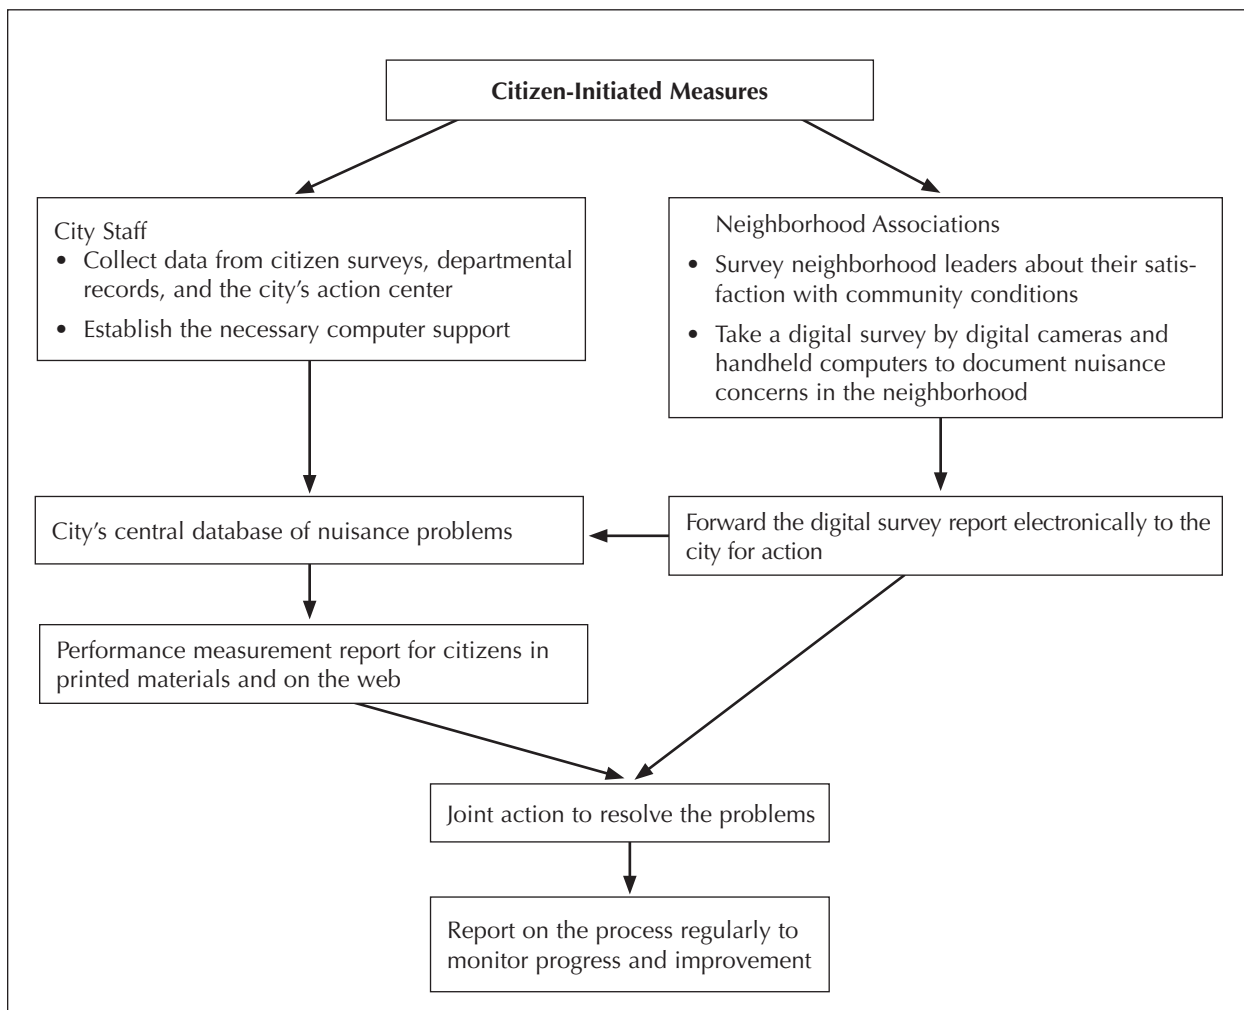 Citizen-Initiated Measures
City Staff
• Collect data from citizen surveys, departmental
records, and the city's action center
• Establish the necessary computer support
Neighborhood Associations
• Survey neighborhood leaders about their satis-
faction with community conditions
• Take a digital survey by digital cameras and
handheld computers to document nuisance
concerns in the neighborhood
City's central database of nuisance problems
Forward the digital survey report electronically to the
city for action
Performance measurement report for citizens in
printed materials and on the web
Joint action to resolve the problems
Report on the process regularly to
monitor progress and improvement